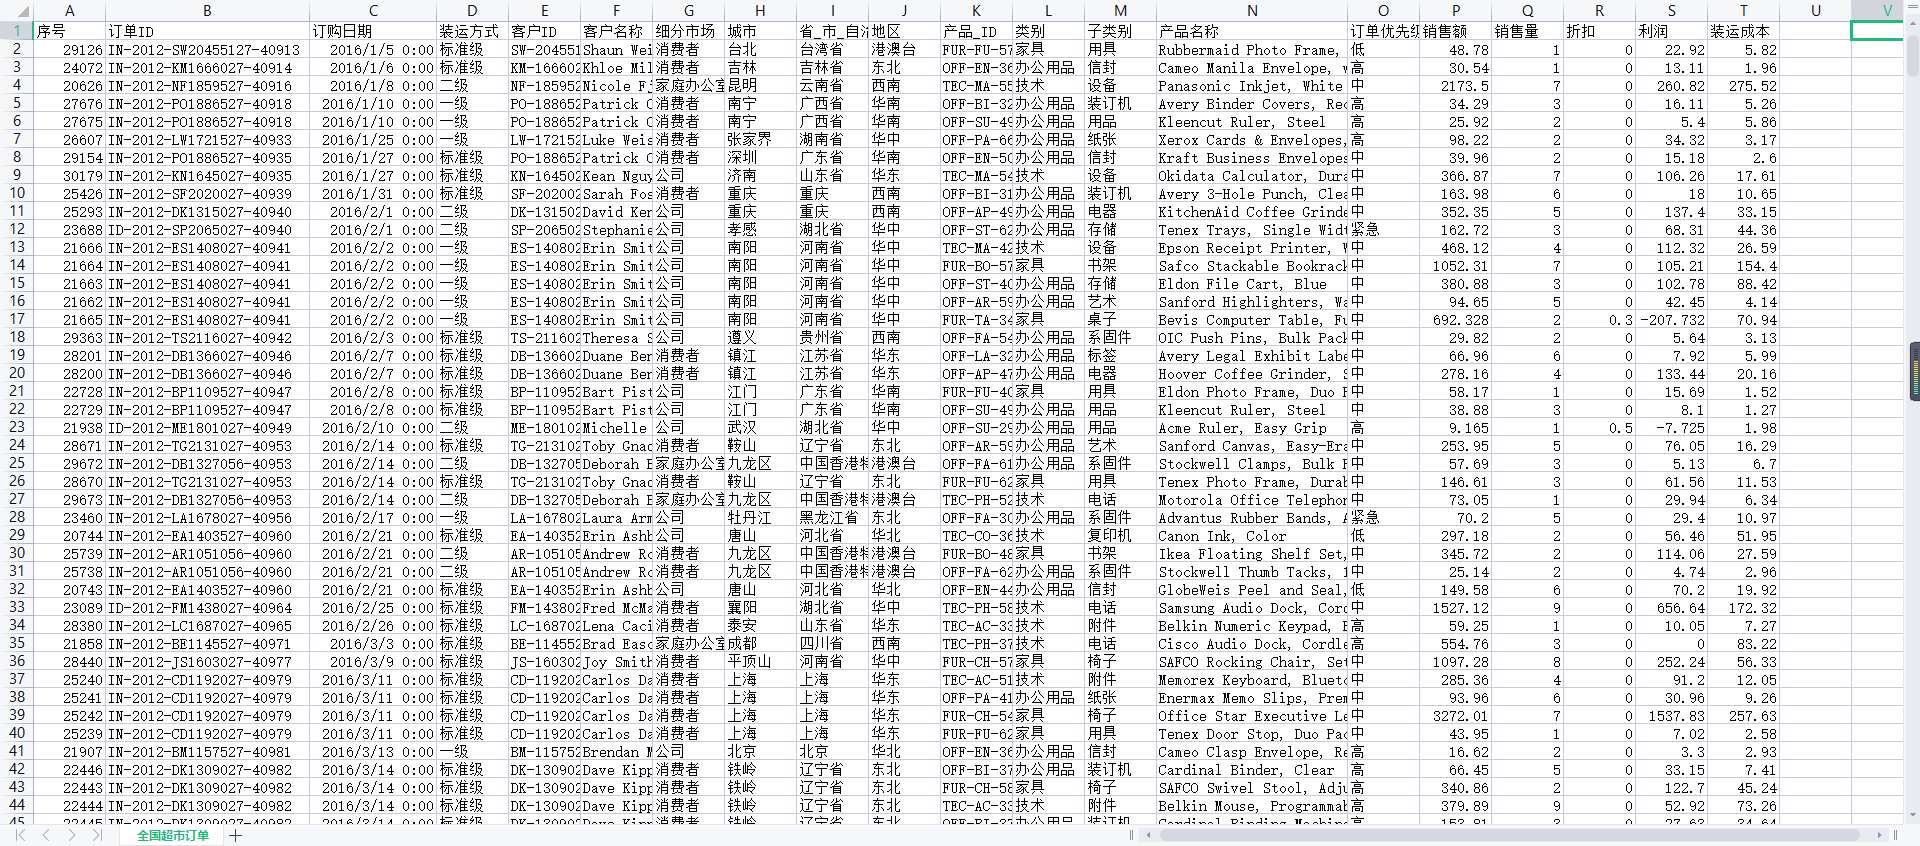 A B C D E F G H I J K L M N O P Q R S T U V
1 序号 订单ID 订购日期 装运方式 客户ID 客户名称 细分市场 城市 省_市_自治 地区 产品_ID 类别 子类别 产品名称 订单优先级 销售额 销售量 折扣 利润 装运成本
2 29126 IN-2012-SW20455127-40913 2016/1/5 0:00 标准级 SW-204551 Shaun Wei 消费者 台北 台湾省 港澳台 FUR-FU-57 家具 用具 Rubbermaid Photo Frame, 低 48.78 1 0 22.92 5.82
3 24072 IN-2012-KM1666027-40914 2016/1/6 0:00 标准级 KM-166602 Khloe Mil 消费者 吉林 吉林省 东北 OFF-EN-36 办公用品 信封 Cameo Manila Envelope, w 高 30.54 1 0 13.11 1.96
4 20626 IN-2012-NF1859527-40916 2016/1/8 0:00 二级 NF-185952 Nicole Fj 家庭办公室 昆明 云南省 西南 TEC-MA-55 技术 设备 Panasonic Inkjet, White 中 2173.5 7 0 260.82 275.52
5 27676 IN-2012-PO1886527-40918 2016/1/10 0:00 一级 PO-188652 Patrick O 消费者 南宁 广西省 华南 OFF-BI-32 办公用品 装订机 Avery Binder Covers, Rec 高 34.29 3 0 16.11 5.26
6 27675 IN-2012-PO1886527-40918 2016/1/10 0:00 一级 PO-188652 Patrick O 消费者 南宁 广西省 华南 OFF-SU-49 办公用品 用品 Kleencut Ruler, Steel 高 25.92 2 0 5.4 5.86
7 26607 IN-2012-LW1721527-40933 2016/1/25 0:00 一级 LW-172152 Luke Weis 消费者 张家界 湖南省 华中 OFF-PA-66 办公用品 纸张 Xerox Cards & Envelopes, 高 98.22 2 0 34.32 3.17
8 29154 IN-2012-PO1886527-40935 2016/1/27 0:00 标准级 PO-188652 Patrick O 消费者 深圳 广东省 华南 OFF-EN-50 办公用品 信封 Kraft Business Envelopes 中 39.96 2 0 15.18 2.6
9 30179 IN-2012-KN1645027-40935 2016/1/27 0:00 标准级 KN-164502 Kean Nguy 公司 济南 山东省 华东 TEC-MA-54 技术 设备 Okidata Calculator, Dura 中 366.87 7 0 106.26 17.61
10 25426 IN-2012-SF2020027-40939 2016/1/31 0:00 标准级 SF-202002 Sarah Fos 消费者 重庆 重庆 西南 OFF-BI-31 办公用品 装订机 Avery 3-Hole Punch, Clea 中 163.98 6 0 18 10.65
11 25293 IN-2012-DK1315027-40940 2016/2/1 0:00 二级 DK-131502 David Ken 公司 重庆 重庆 西南 OFF-AP-49 办公用品 电器 KitchenAid Coffee Grinde 中 352.35 5 0 137.4 33.15
12 23688 ID-2012-SP2065027-40940 2016/2/1 0:00 二级 SP-206502 Stephanie 公司 孝感 湖北省 华中 OFF-ST-62 办公用品 存储 Tenex Trays, Single Widt 紧急 162.72 3 0 68.31 44.36
13 21666 IN-2012-ES1408027-40941 2016/2/2 0:00 一级 ES-140802 Erin Smit 公司 南阳 河南省 华中 TEC-MA-42 技术 设备 Epson Receipt Printer, W 中 468.12 4 0 112.32 26.59
14 21664 IN-2012-ES1408027-40941 2016/2/2 0:00 一级 ES-140802 Erin Smit 公司 南阳 河南省 华中 FUR-BO-57 家具 书架 Safco Stackable Bookrack 中 1052.31 7 0 105.21 154.4
15 21663 IN-2012-ES1408027-40941 2016/2/2 0:00 一级 ES-140802 Erin Smit 公司 南阳 河南省 华中 OFF-ST-40 办公用品 存储 Eldon File Cart, Blue 中 380.88 3 0 102.78 88.42
16 21662 IN-2012-ES1408027-40941 2016/2/2 0:00 一级 ES-140802 Erin Smit 公司 南阳 河南省 华中 OFF-AR-59 办公用品 艺术 Sanford Highlighters, Wa 中 94.65 5 0 42.45 4.14
17 21665 IN-2012-ES1408027-40941 2016/2/2 0:00 一级 ES-140802 Erin Smit 公司 南阳 河南省 华中 FUR-TA-34 家具 桌子 Bevis Computer Table, Fu 中 692.328 2 0.3 -207.732 70.94
18 29363 IN-2012-TS2116027-40942 2016/2/3 0:00 标准级 TS-211602 Theresa S 公司 遵义 贵州省 西南 OFF-FA-54 办公用品 系固件 OIC Push Pins, Bulk Pack 中 29.82 2 0 5.64 3.13
19 28201 IN-2012-DB1366027-40946 2016/2/7 0:00 标准级 DB-136602 Duane Ben 消费者 镇江 江苏省 华东 OFF-LA-32 办公用品 标签 Avery Legal Exhibit Labe 中 66.96 6 0 7.92 5.99
20 28200 IN-2012-DB1366027-40946 2016/2/7 0:00 标准级 DB-136602 Duane Ben 消费者 镇江 江苏省 华东 OFF-AP-47 办公用品 电器 Hoover Coffee Grinder, S 中 278.16 4 0 133.44 20.16
21 22728 IN-2012-BP1109527-40947 2016/2/8 0:00 标准级 BP-110952 Bart Pist 公司 江门 广东省 华南 FUR-FU-40 家具 用具 Eldon Photo Frame, Duo P 中 58.17 1 0 15.69 1.52
22 22729 IN-2012-BP1109527-40947 2016/2/8 0:00 标准级 BP-110952 Bart Pist 公司 江门 广东省 华南 OFF-SU-49 办公用品 用品 Kleencut Ruler, Steel 中 38.88 3 0 8.1 1.27
23 21938 ID-2012-ME1801027-40949 2016/2/10 0:00 二级 ME-180102 Michelle 公司 武汉 湖北省 华中 OFF-SU-29 办公用品 用品 Acme Ruler, Easy Grip 高 9.165 1 0.5 -7.725 1.98
24 28671 IN-2012-TG2131027-40953 2016/2/14 0:00 标准级 TG-213102 Toby Gnad 消费者 鞍山 辽宁省 东北 OFF-AR-59 办公用品 艺术 Sanford Canvas, Easy-Era 中 253.95 5 0 76.05 16.29
25 29672 IN-2012-DB1327056-40953 2016/2/14 0:00 二级 DB-132705 Deborah B 家庭办公室 九龙区 中国香港特 港澳台 OFF-FA-61 办公用品 系固件 Stockwell Clamps, Bulk P 中 57.69 3 0 5.13 6.7
26 28670 IN-2012-TG2131027-40953 2016/2/14 0:00 标准级 TG-213102 Toby Gnad 消费者 鞍山 辽宁省 东北 FUR-FU-62 家具 用具 Tenex Photo Frame, Durab 中 146.61 3 0 61.56 11.53
27 29673 IN-2012-DB1327056-40953 2016/2/14 0:00 二级 DB-132705 Deborah B 家庭办公室 九龙区 中国香港特 港澳台 TEC-PH-52 技术 电话 Motorola Office Telephon 中 73.05 1 0 29.94 6.34
28 23460 IN-2012-LA1678027-40956 2016/2/17 0:00 一级 LA-167802 Laura Arm 公司 牡丹江 黑龙江省 东北 OFF-FA-30 办公用品 系固件 Advantus Rubber Bands, A 紧急 70.2 5 0 29.4 10.97
29 20744 IN-2012-EA1403527-40960 2016/2/21 0:00 标准级 EA-140352 Erin Ashb 公司 唐山 河北省 华北 TEC-CO-36 技术 复印机 Canon Ink, Color 低 297.18 2 0 56.46 51.95
30 25739 IN-2012-AR1051056-40960 2016/2/21 0:00 二级 AR-105105 Andrew Ro 消费者 九龙区 中国香港特 港澳台 FUR-BO-48 家具 书架 Ikea Floating Shelf Set, 中 345.72 2 0 114.06 27.59
31 25738 IN-2012-AR1051056-40960 2016/2/21 0:00 二级 AR-105105 Andrew Ro 消费者 九龙区 中国香港特 港澳台 OFF-FA-62 办公用品 系固件 Stockwell Thumb Tacks, 1 中 25.14 2 0 4.74 2.96
32 20743 IN-2012-EA1403527-40960 2016/2/21 0:00 标准级 EA-140352 Erin Ashb 公司 唐山 河北省 华北 OFF-EN-44 办公用品 信封 GlobeWeis Peel and Seal, 低 149.58 6 0 70.2 19.92
33 23089 ID-2012-FM1438027-40964 2016/2/25 0:00 标准级 FM-143802 Fred McMa 消费者 襄阳 湖北省 华中 TEC-PH-58 技术 电话 Samsung Audio Dock, Cord 中 1527.12 9 0 656.64 172.32
34 28380 IN-2012-LC1687027-40965 2016/2/26 0:00 标准级 LC-168702 Lena Caci 消费者 泰安 山东省 华东 TEC-AC-33 技术 附件 Belkin Numeric Keypad, E 高 59.25 1 0 10.05 7.27
35 21858 IN-2012-BE1145527-40971 2016/3/3 0:00 标准级 BE-114552 Brad Easo 家庭办公室 成都 四川省 西南 TEC-PH-37 技术 电话 Cisco Audio Dock, Cordle 高 554.76 3 0 0 83.22
36 28440 IN-2012-JS1603027-40977 2016/3/9 0:00 标准级 JS-160302 Joy Smith 消费者 平顶山 河南省 华中 FUR-CH-57 家具 椅子 SAFCO Rocking Chair, Set 中 1097.28 8 0 252.24 56.33
37 25240 IN-2012-CD1192027-40979 2016/3/11 0:00 标准级 CD-119202 Carlos Da 消费者 上海 上海 华东 TEC-AC-51 技术 附件 Memorex Keyboard, Bluetc 中 285.36 4 0 91.2 12.05
38 25241 IN-2012-CD1192027-40979 2016/3/11 0:00 标准级 CD-119202 Carlos Da 消费者 上海 上海 华东 OFF-PA-41 办公用品 纸张 Enermax Memo Slips, Prem 中 93.96 6 0 30.96 9.26
39 25242 IN-2012-CD1192027-40979 2016/3/11 0:00 标准级 CD-119202 Carlos Da 消费者 上海 上海 华东 FUR-CH-54 家具 椅子 Office Star Executive Le 中 3272.01 7 0 1537.83 257.63
40 25239 IN-2012-CD1192027-40979 2016/3/11 0:00 标准级 CD-119202 Carlos Da 消费者 上海 上海 华东 FUR-FU-62 家具 用具 Tenex Door Stop, Duo Pac 中 43.95 1 0 7.02 2.58
41 21907 IN-2012-BM1157527-40981 2016/3/13 0:00 一级 BM-115752 Brendan M 公司 北京 北京 华北 OFF-EN-36 办公用品 信封 Cameo Clasp Envelope, Re 高 16.62 2 0 3.3 2.93
42 22446 IN-2012-DK1309027-40982 2016/3/14 0:00 标准级 DK-130902 Dave Kipp 消费者 铁岭 辽宁省 东北 OFF-BI-37 办公用品 装订机 Cardinal Binder, Clear 高 66.45 5 0 33.15 7.41
43 22443 IN-2012-DK1309027-40982 2016/3/14 0:00 标准级 DK-130902 Dave Kipp 消费者 铁岭 辽宁省 东北 FUR-CH-58 家具 椅子 SAFCO Swivel Stool, Adju 高 340.86 2 0 122.7 45.24
44 22444 IN-2012-DK1309027-40982 2016/3/14 0:00 标准级 DK-130902 Dave Kipp 消费者 铁岭 辽宁省 东北 TEC-AC-33 技术 附件 Belkin Mouse, Programmab 高 379.89 9 0 52.92 73.26
45 22445 IN-2012-DK1309027-40982 2016/3/14 0:00 标准级 DK-130902 Dave Kipp 消费者 铁岭 辽宁省 东北 OFF-BI-37 办公用品 装订机 Cardinal Binding Machine 高 153.81 3 0 27.63 34.64
全国超市订单